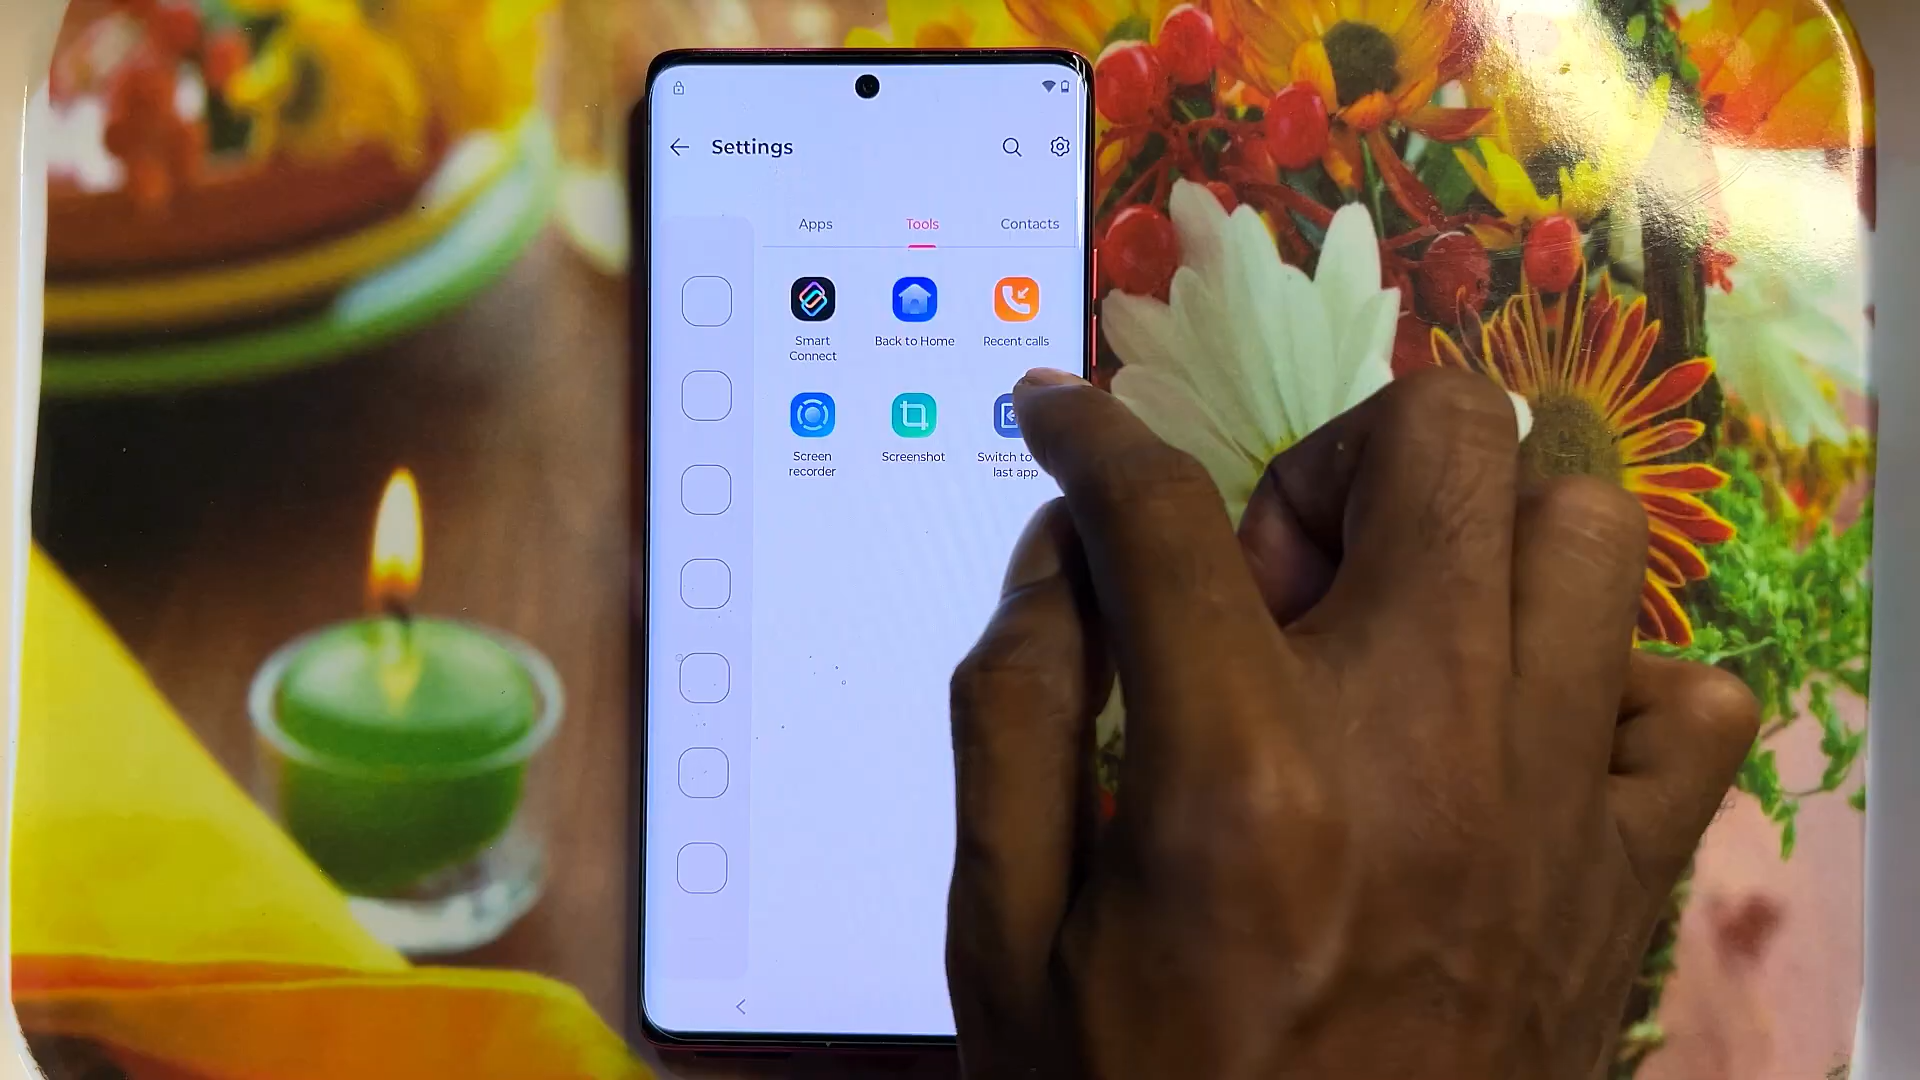 Settings
Apps Tools Contacts
Smart
Connect
Back to Home
Recent calls
Screen
recorder
Screenshot
Switch to
last app